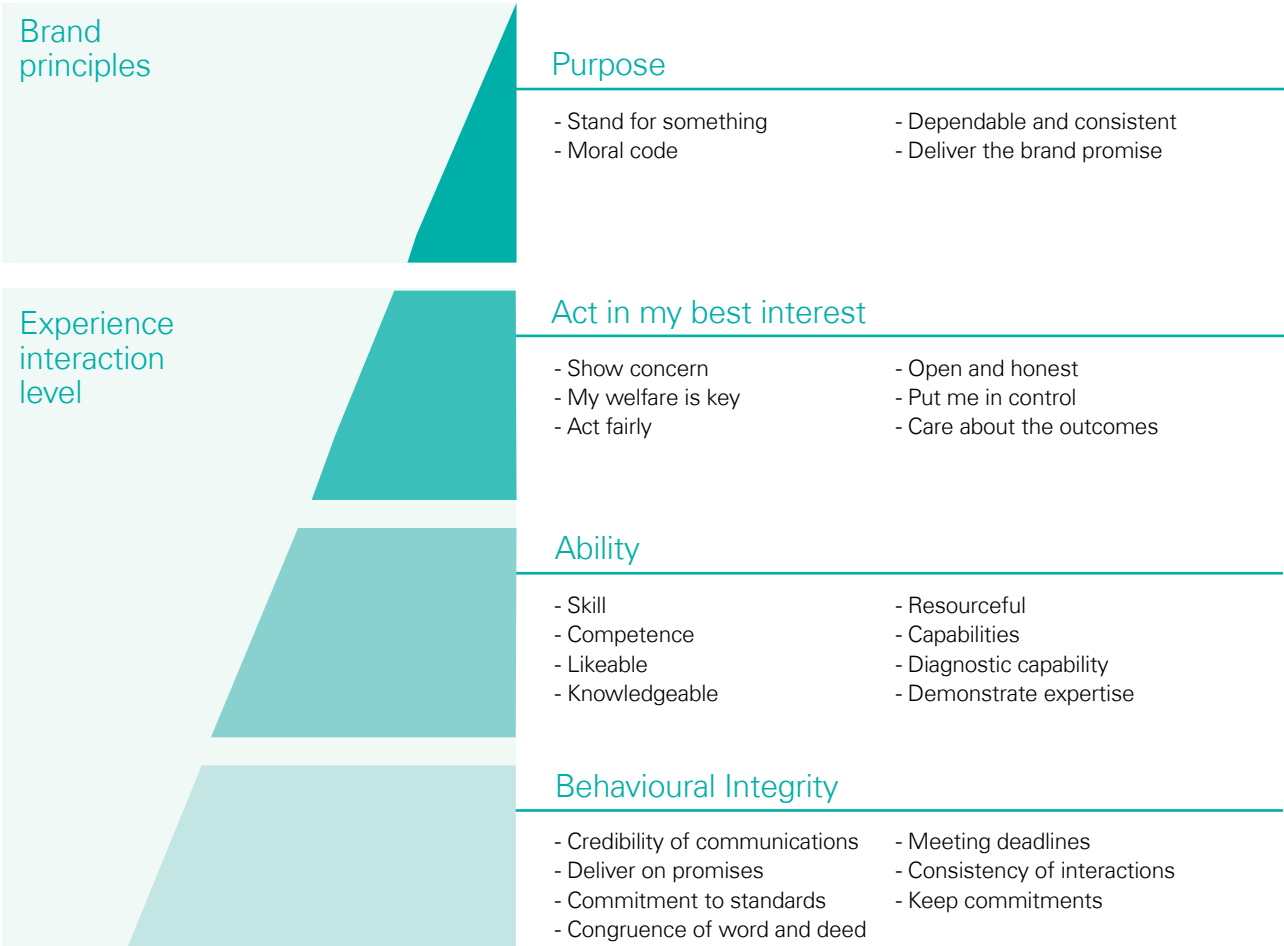 Brand
principles
Purpose
- Stand for something
- Moral code
- Dependable and consistent
- Deliver the brand promise
Experience
interaction
level
Act in my best interest
- Show concern
- My welfare is key
- Act fairly
- Open and honest
- Put me in control
- Care about the outcomes
Ability
- Skill
- Competence
- Likeable
- Knowledgeable
- Resourceful
- Capabilities
- Diagnostic capability
- Demonstrate expertise
Behavioural Integrity
- Credibility of communications
- Deliver on promises
- Commitment to standards
- Congruence of word and deed
- Meeting deadlines
- Consistency of interactions
- Keep commitments